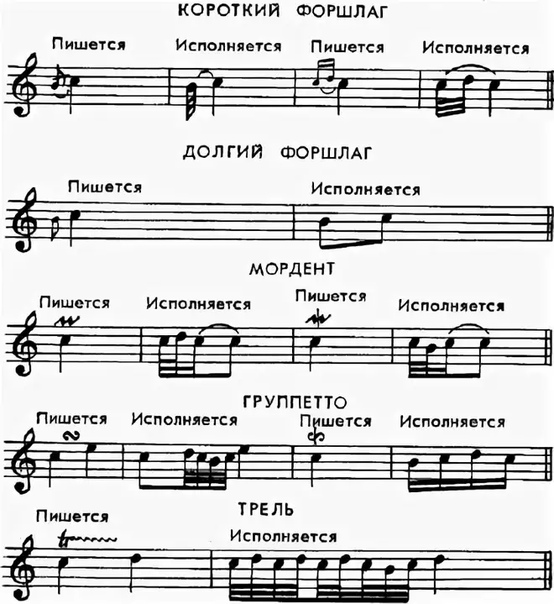 КОРОТКИЙ ФОРШЛАГ
Пишется Исполняется Пишется Исполняется
ДОЛГИЙ ФОРШЛАГ
Пишется Исполняется
МОРДЕНТ
Пишется Исполняется Пишется Исполняется
ГРУППЕТТО
Пишется Исполняется Пишется Исполняется
ТРЕЛЬ
Пишется Исполняется
tr